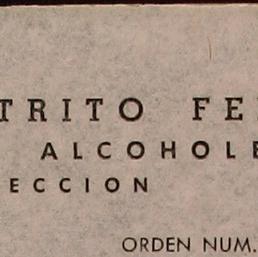 TRITO FE
ALCOHOLE
ECCION
ORDEN NUM.